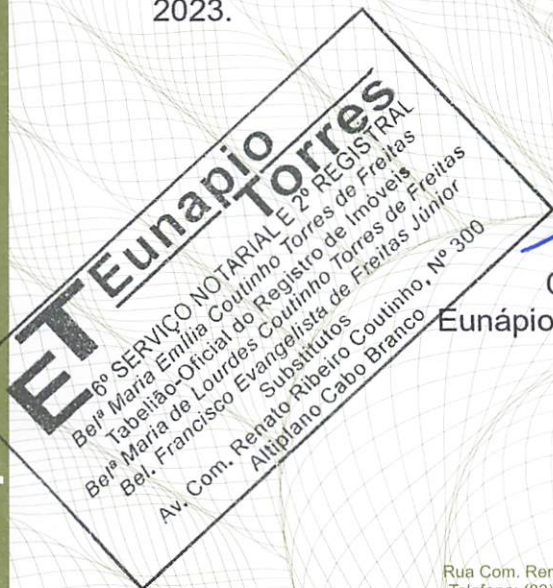 2023.
ET Eunapio
Torres
6º SERVIÇO NOTARIAL E 2º REGISTRAL
Belª Maria Emília Coutinho Torres de Freitas
Tabelião-Oficial do Registro de Imóveis
Belª Maria de Lourdes Coutinho Torres de Freitas
Bel. Francisco Evangelista de Freitas Júnior
Substitutos
Av. Com. Renato Ribeiro Coutinho, Nº 300
Altiplano Cabo Branco
Eunápio
Rua Com.